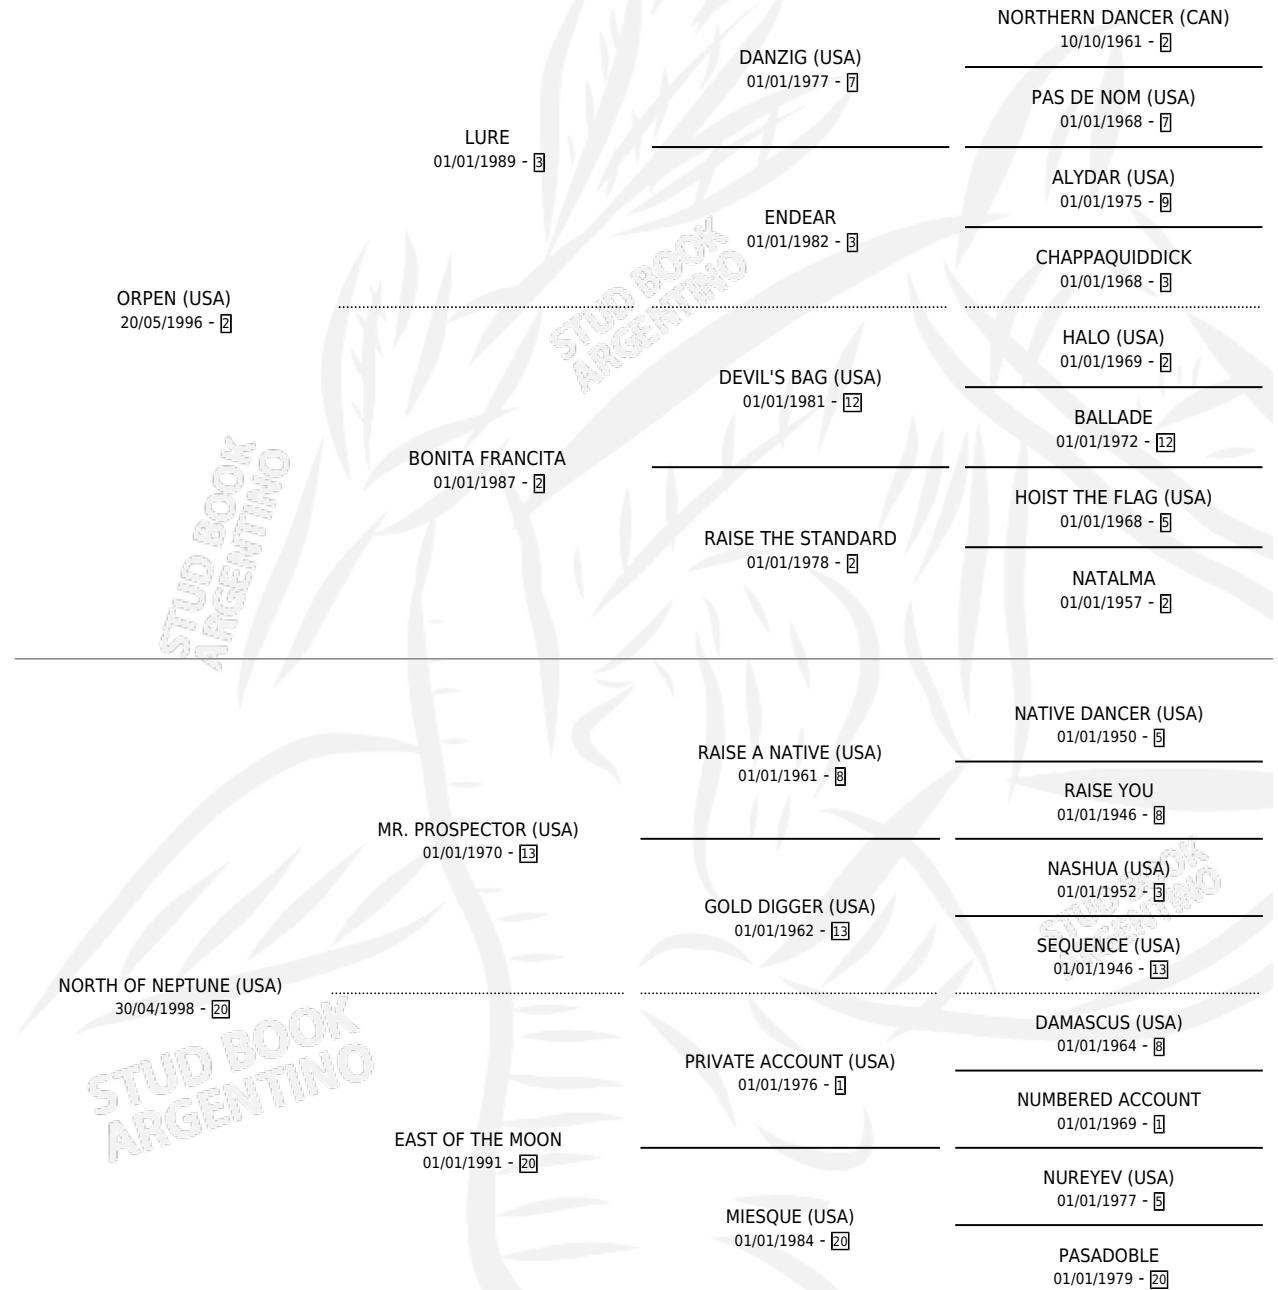 NORTHERN DANCER (CAN)
10/10/1961 - 2
DANZIG (USA)
01/01/1977 - 7
PAS DE NOM (USA)
01/01/1968 - 7
LURE
01/01/1989 - 3
ALYDAR (USA)
01/01/1975 - 9
ENDEAR
01/01/1982 - 3
CHAPPAQUIDDICK
01/01/1968 - 3
ORPEN (USA)
20/05/1996 - 2
STUD BOOK
ARGENTINO
HALO (USA)
01/01/1969 - 2
DEVIL'S BAG (USA)
01/01/1981 - 12
BALLADE
01/01/1972 - 12
BONITA FRANCITA
01/01/1987 - 2
HOIST THE FLAG (USA)
01/01/1968 - 5
RAISE THE STANDARD
01/01/1978 - 2
NATALMA
01/01/1957 - 2
STUD BOOK
ARGENTINO
NATIVE DANCER (USA)
01/01/1950 - 5
RAISE A NATIVE (USA)
01/01/1961 - 8
RAISE YOU
01/01/1946 - 8
MR. PROSPECTOR (USA)
01/01/1970 - 13
NASHUA (USA)
01/01/1952 - 3
GOLD DIGGER (USA)
01/01/1962 - 13
SEQUENCE (USA)
01/01/1946 - 13
STUD BOOK
ARGENTINO
NORTH OF NEPTUNE (USA)
30/04/1998 - 20
DAMASCUS (USA)
01/01/1964 - 8
PRIVATE ACCOUNT (USA)
01/01/1976 - 1
NUMBERED ACCOUNT
01/01/1969 - 1
STUD BOOK
ARGENTINO
EAST OF THE MOON
01/01/1991 - 20
NUREYEV (USA)
01/01/1977 - 5
MIESQUE (USA)
01/01/1984 - 20
PASADOBLE
01/01/1979 - 20